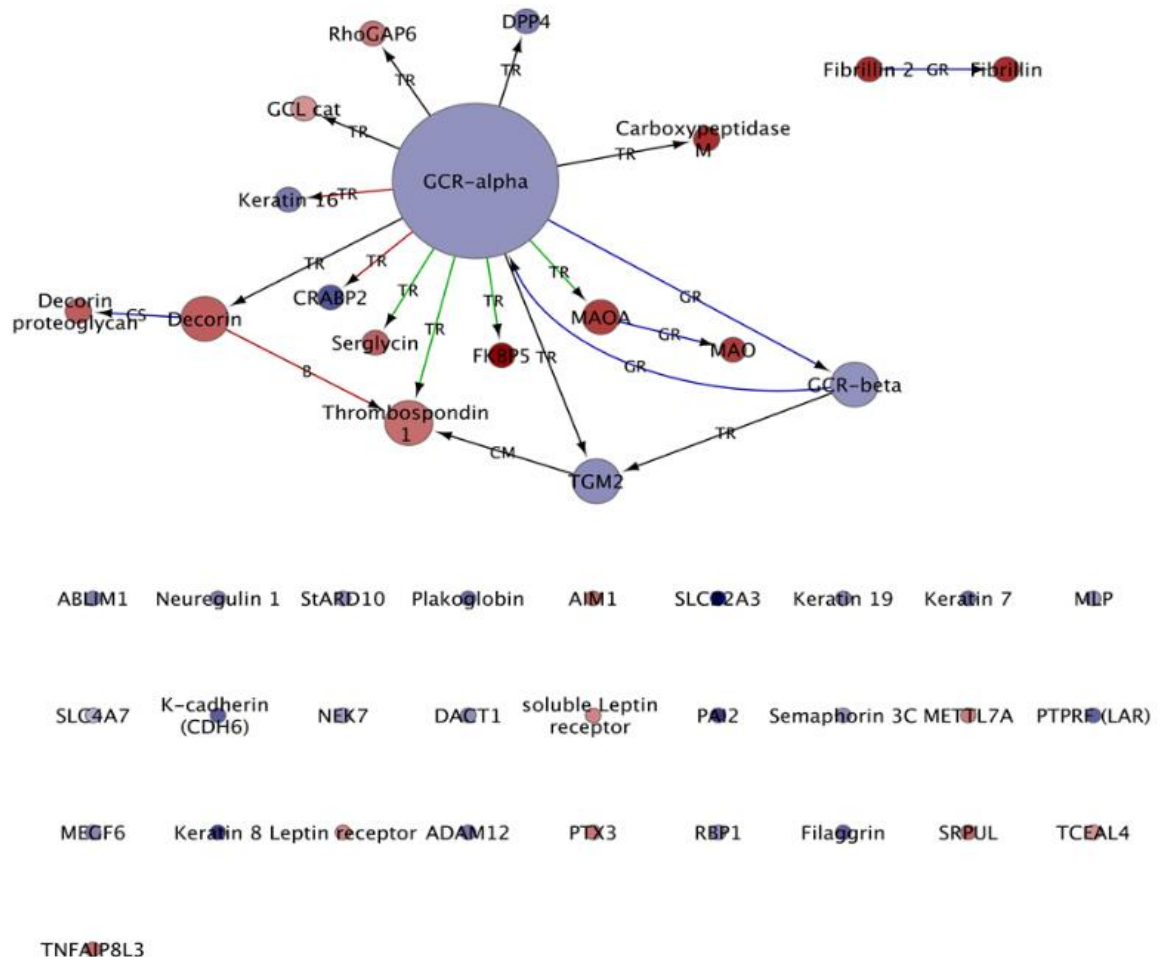 DPP4
RhoGAP6
TR
TR
Fibrillin 2
GR
Fibrillin
GCL cat
TR
Carboxypeptidase
M
TR
GCR-alpha
Keratin 16
TR
TR
TR
TR
GR
CRABP2
TR
TR
TR
Decorin
proteoglycan
CS
Decorin
MAOA
GR
MAO
Serglycin
FKBP5
TR
GR
B
GCR-beta
Thrombospondin
1
TR
CM
TGM2
ABLIM1 Neuregulin 1 StARD10 Plakoglobin AIM1 SLC22A3 Keratin 19 Keratin 7 MLP
SLC4A7 K-cadherin
(CDH6) NEK7 DACT1 soluble Leptin
receptor PAI2 Semaphorin 3C METTL7A PTPRF (LAR)
MEGF6 Keratin 8 Leptin receptor ADAM12 PTX3 RBP1 Filaggrin SRPUL TCEAL4
TNFAIP8L3